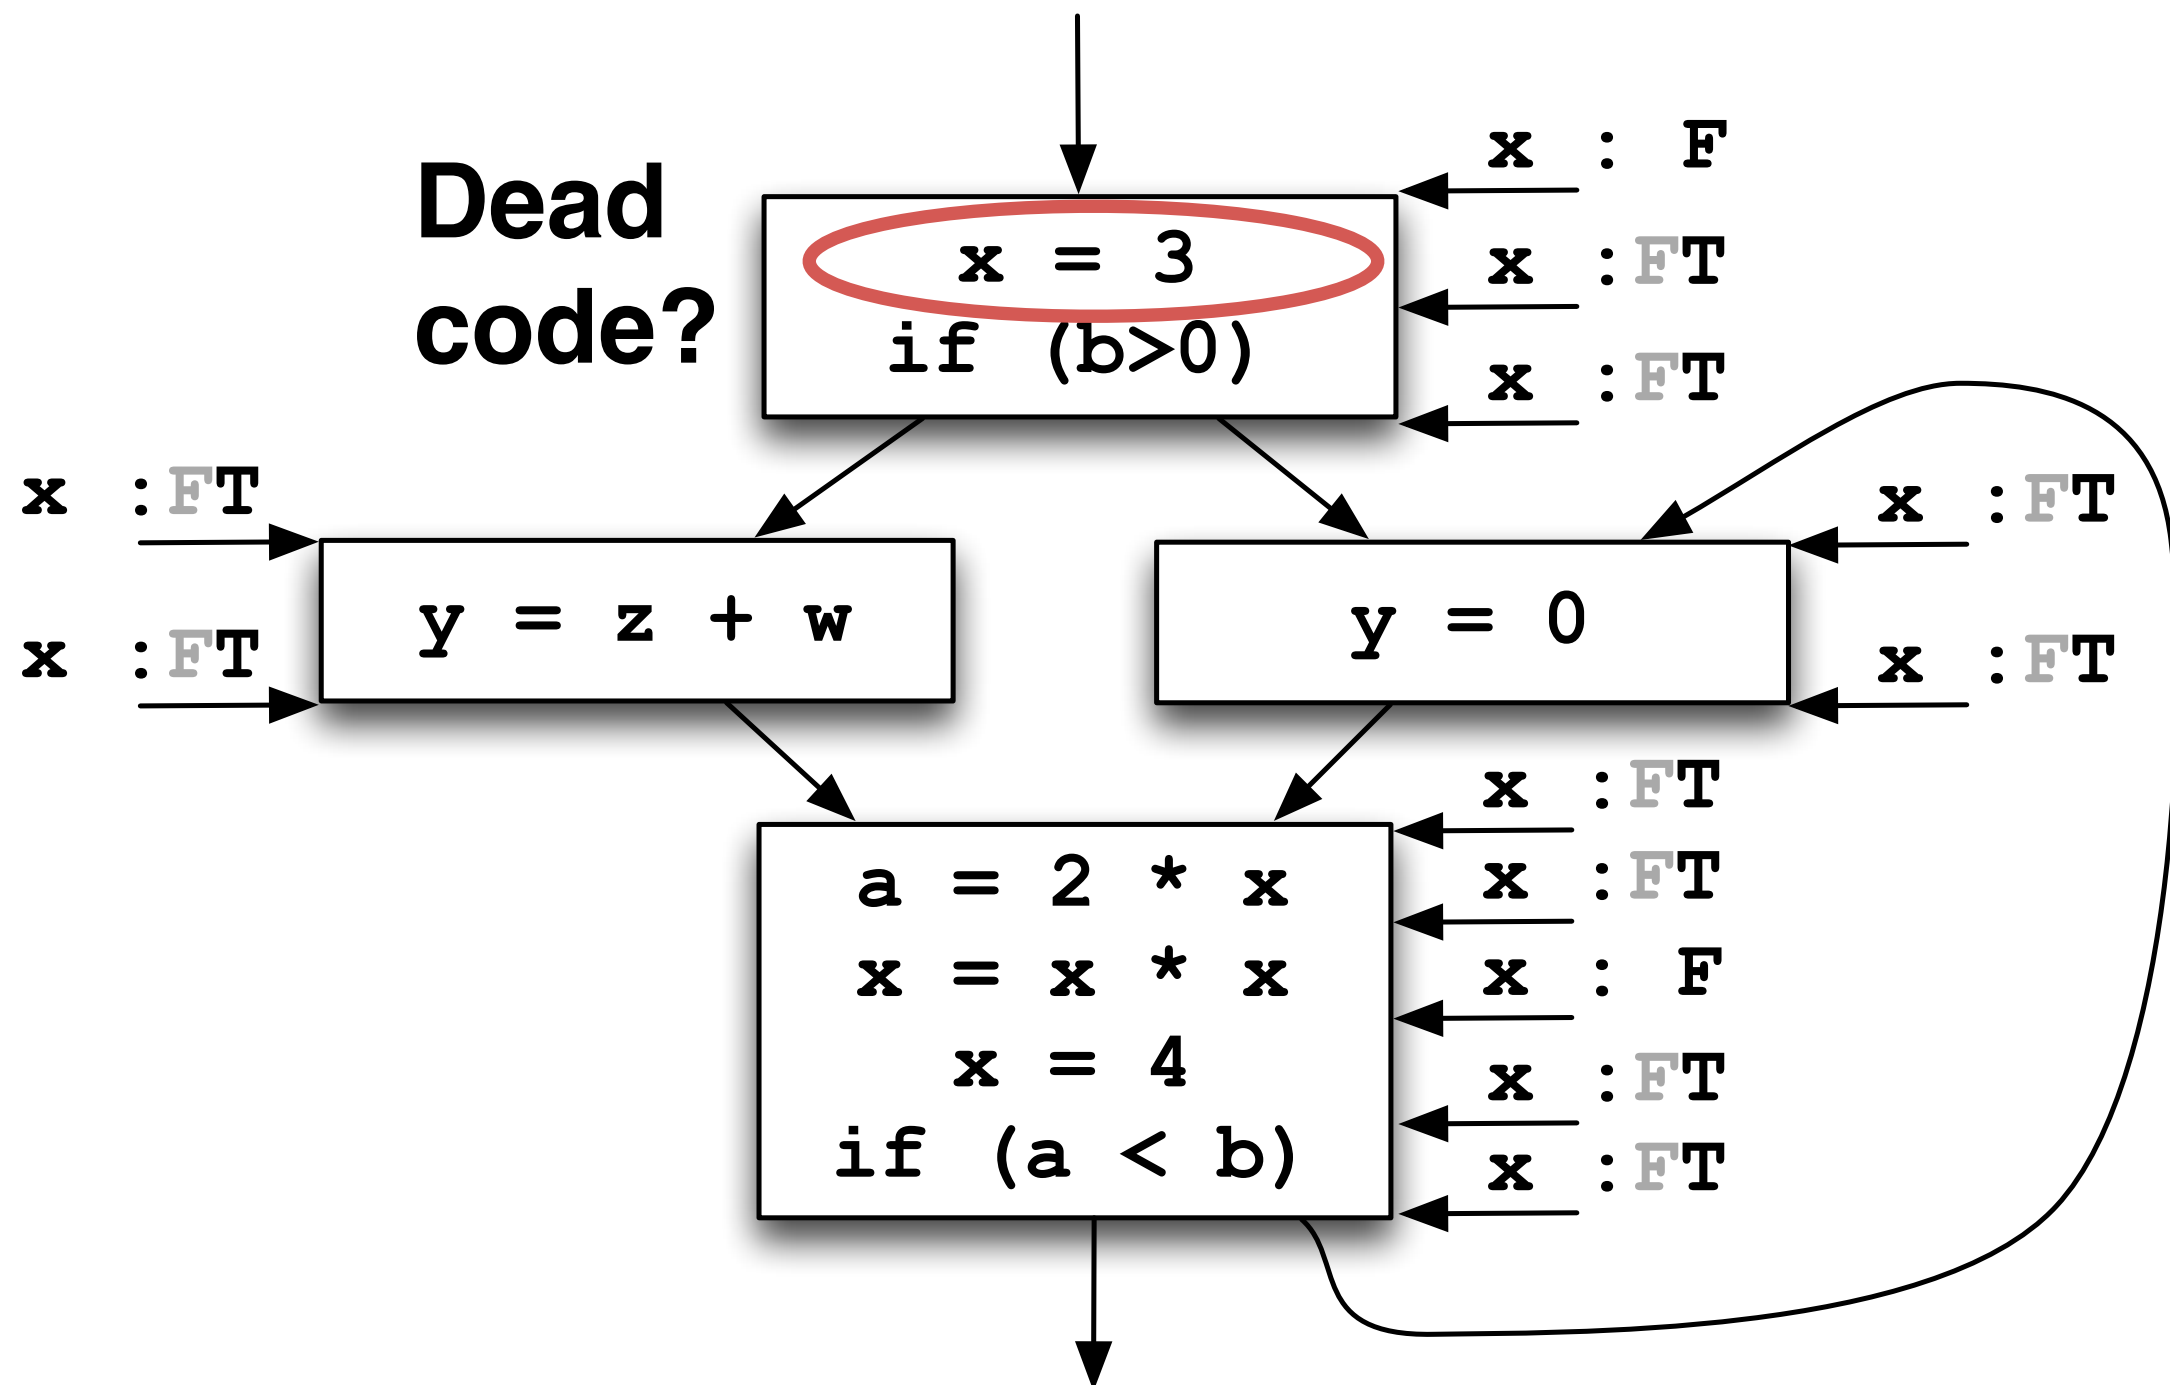 x : F
Dead
code?
x = 3
x :FT
if (b>0)
x :FT
x :FT
x :FT
y = z + w
y = 0
x :FT
x :FT
x :FT
a = 2 * x
x :FT
x = x * x
x : F
x = 4
x :FT
if (a < b)
x :FT